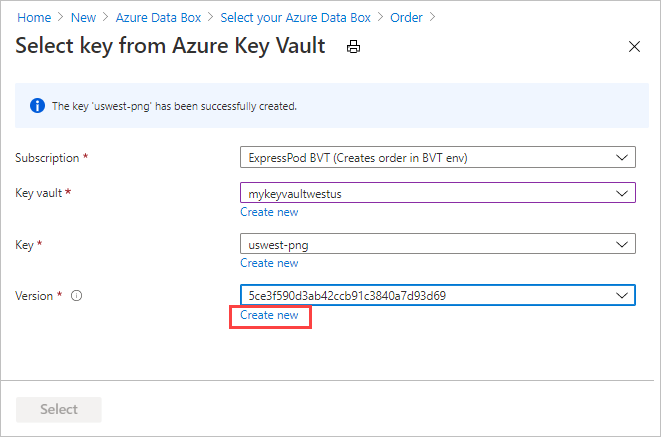 Home > New > Azure Data Box > Select your Azure Data Box > Order >
Select key from Azure Key Vault
The key 'uswest-png' has been successfully created.
Subscription *
ExpressPod BVT (Creates order in BVT env)
Key vault *
mykeyvaultwestus
Create new
Key *
uswest-png
Create new
Version *
5ce3f590d3ab42ccb91c3840a7d93d69
Create new
Select